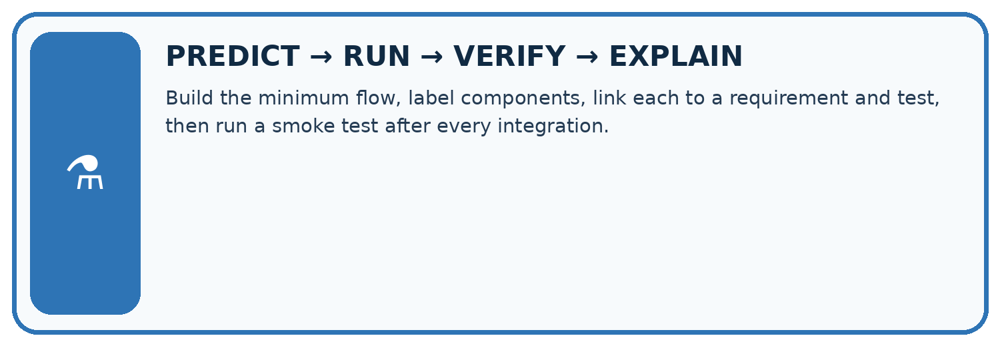 PREDICT → RUN → VERIFY → EXPLAIN
Build the minimum flow, label components, link each to a requirement and test,
then run a smoke test after every integration.